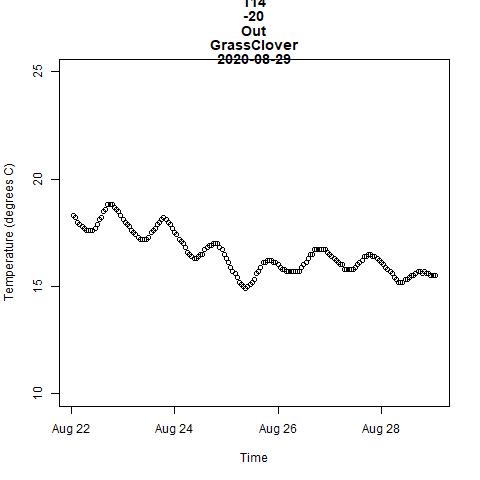 T14
-20
Out
GrassClover
2020-08-29
Temperature (degrees C)
25
20
15
10
Aug 22
Aug 24
Aug 26
Aug 28
Time